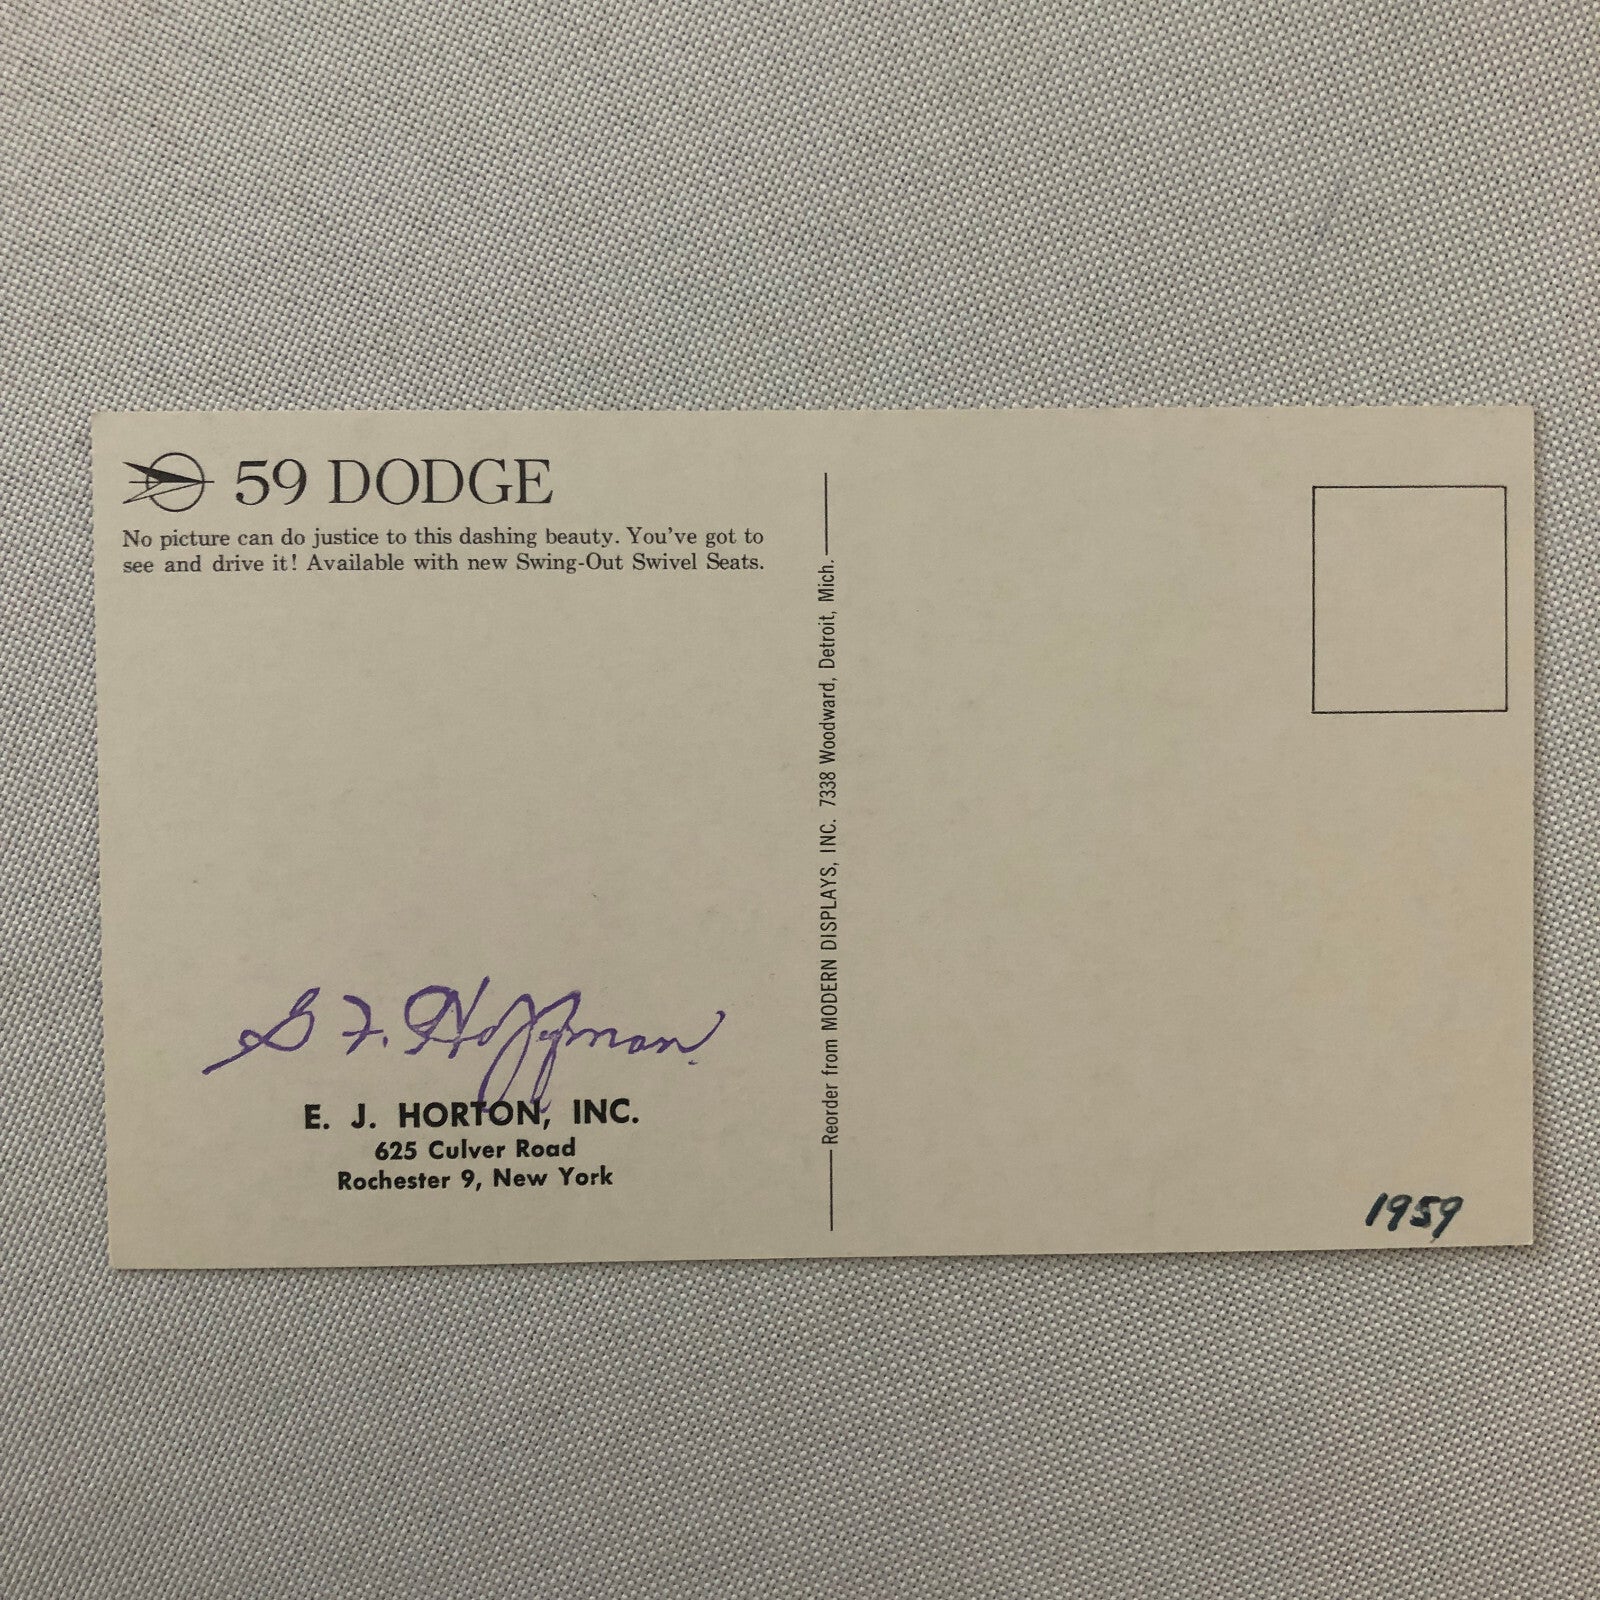 59 DODGE
No picture can do justice to this dashing beauty. You've got to
see and drive it! Available with new Swing-Out Swivel Seats.
F. Hoffman
E. J. HORTON, INC.
625 Culver Road
Rochester 9, New York
Reorder from MODERN DISPLAYS, INC. 7338 Woodward, Detroit, Mich.
1959